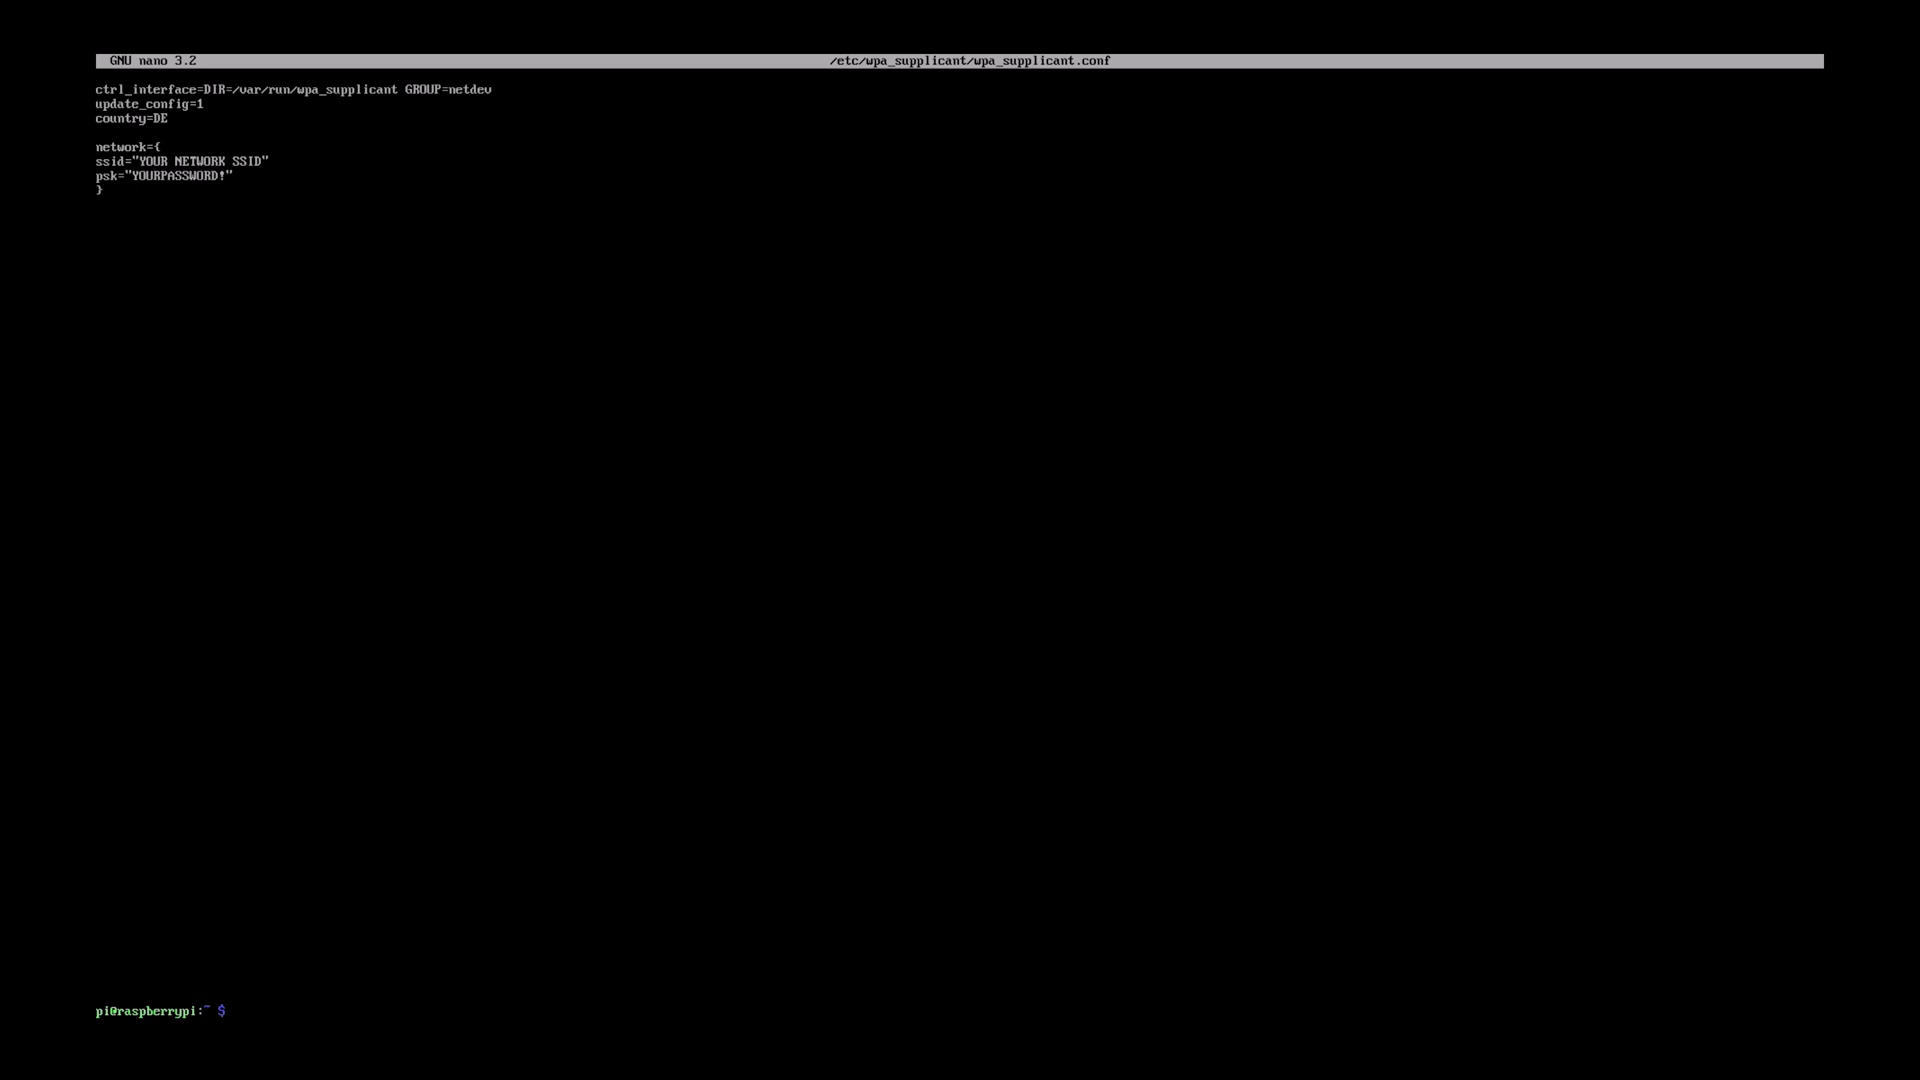 GNU nano 3.2 /etc/wpa_supplicant/wpa_supplicant.conf
ctrl_interface=DIR=/var/run/wpa_supplicant GROUP=netdev
update_config=1
country=DE
network={
ssid="YOUR NETWORK SSID"
psk="YOURPASSWORD!"
}
pi@raspberrypi:~ $